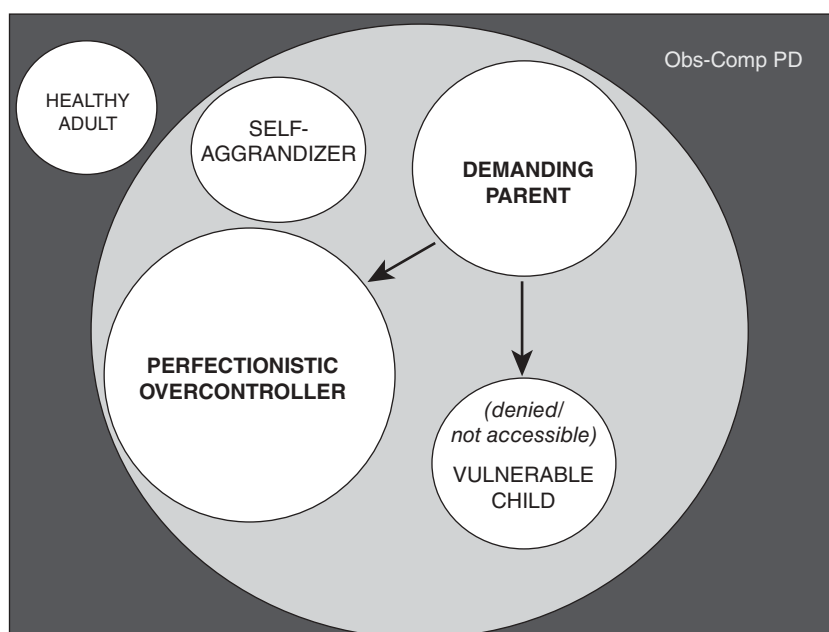 Obs-Comp PD
HEALTHY
ADULT
SELF-
AGGRANDIZER
DEMANDING
PARENT
PERFECTIONISTIC
OVERCONTROLLER
(denied/
not accessible)
VULNERABLE
CHILD